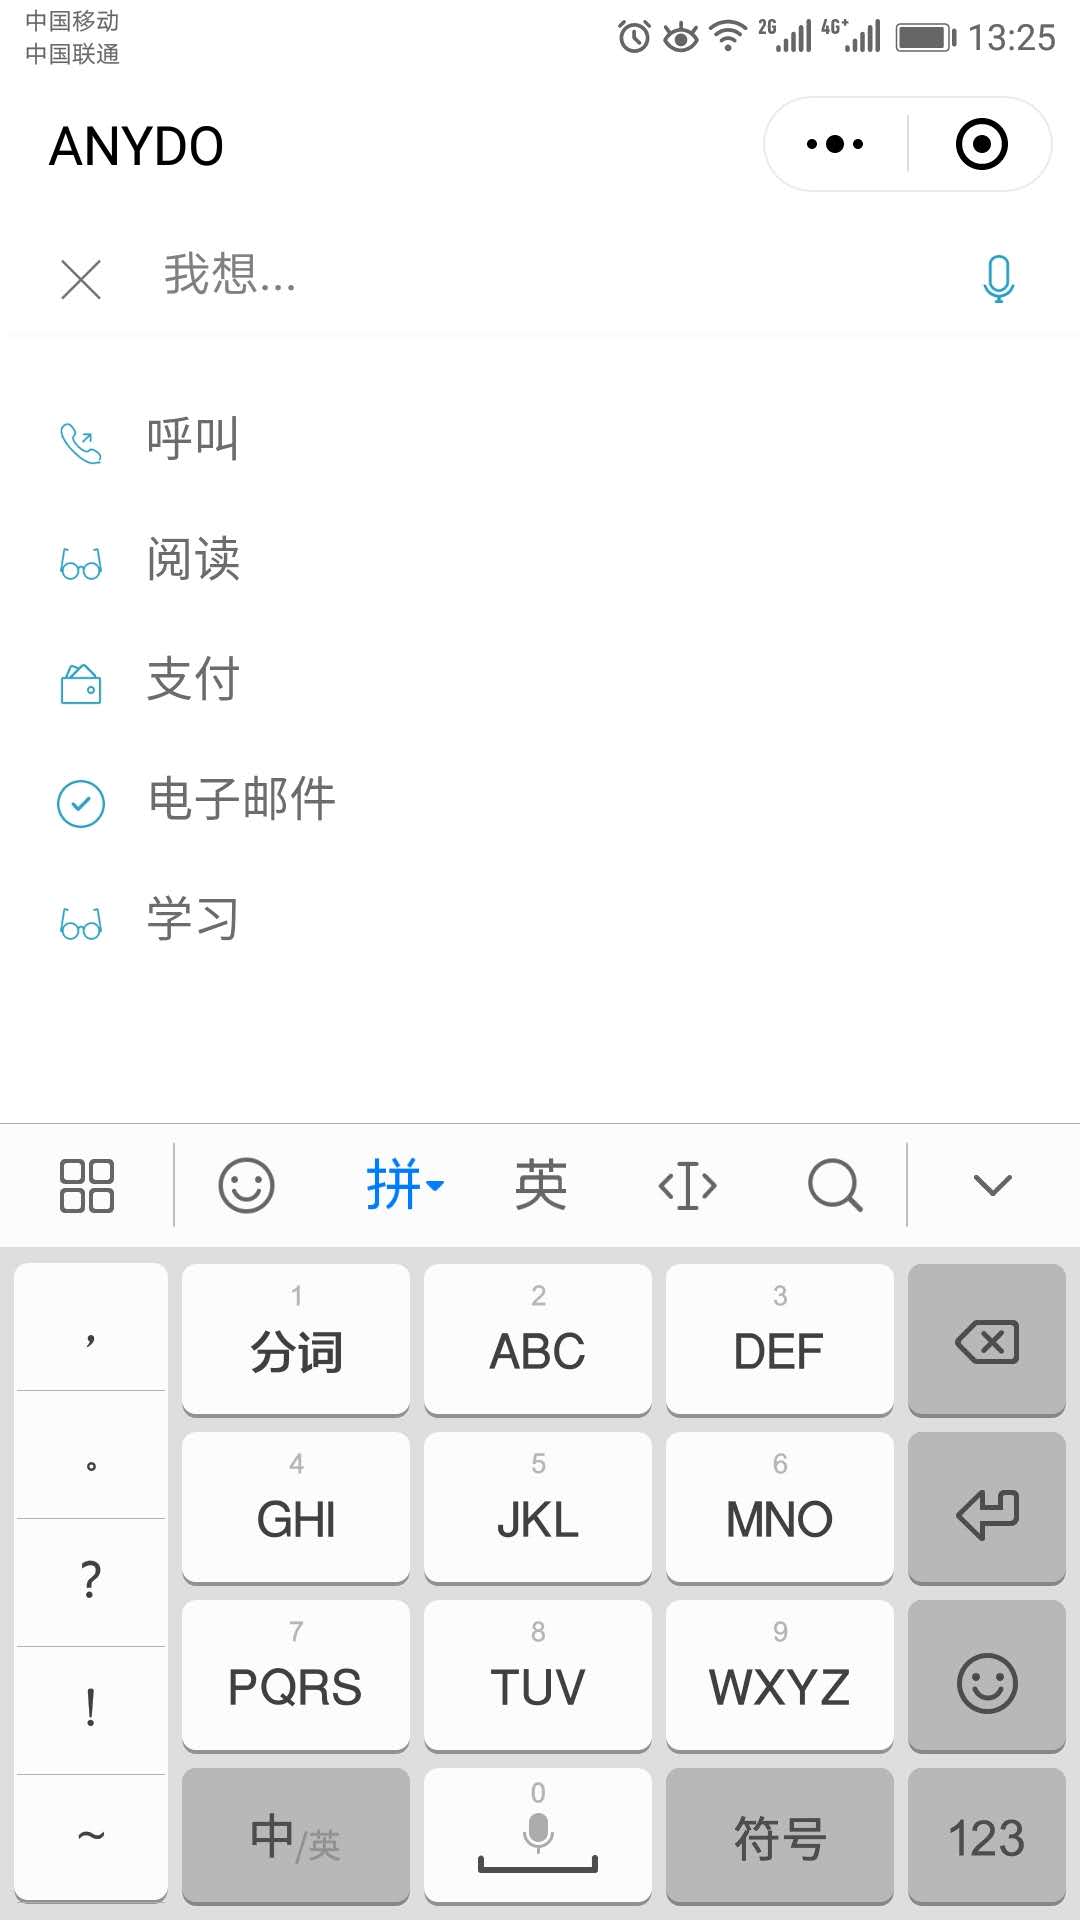 中国移动
中国联通
2G 4G+ 13:25
ANYDO
我想...
呼叫
阅读
支付
电子邮件
学习
拼 英
,
。
?
!
~
1
分词
2
ABC
3
DEF
4
GHI
5
JKL
6
MNO
7
PQRS
8
TUV
9
WXYZ
中/英
0
符号
123